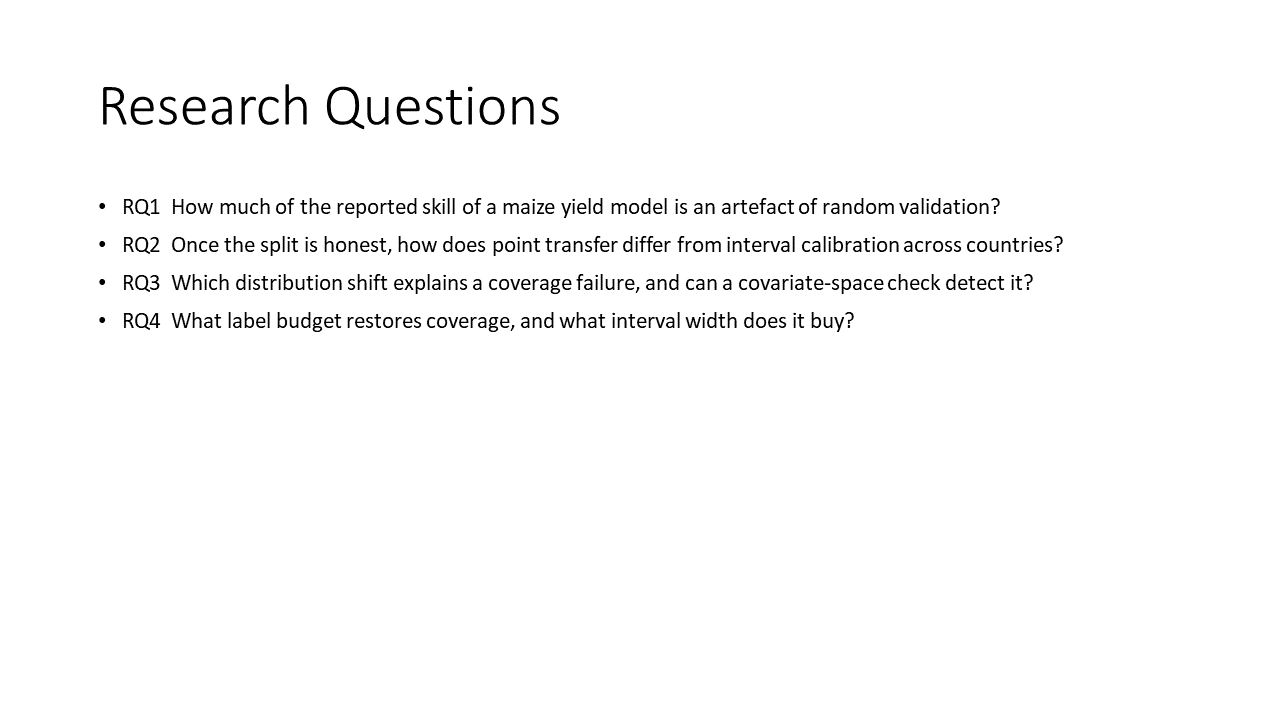 Research Questions
• RQ1 How much of the reported skill of a maize yield model is an artefact of random validation?
• RQ2 Once the split is honest, how does point transfer differ from interval calibration across countries?
• RQ3 Which distribution shift explains a coverage failure, and can a covariate-space check detect it?
• RQ4 What label budget restores coverage, and what interval width does it buy?